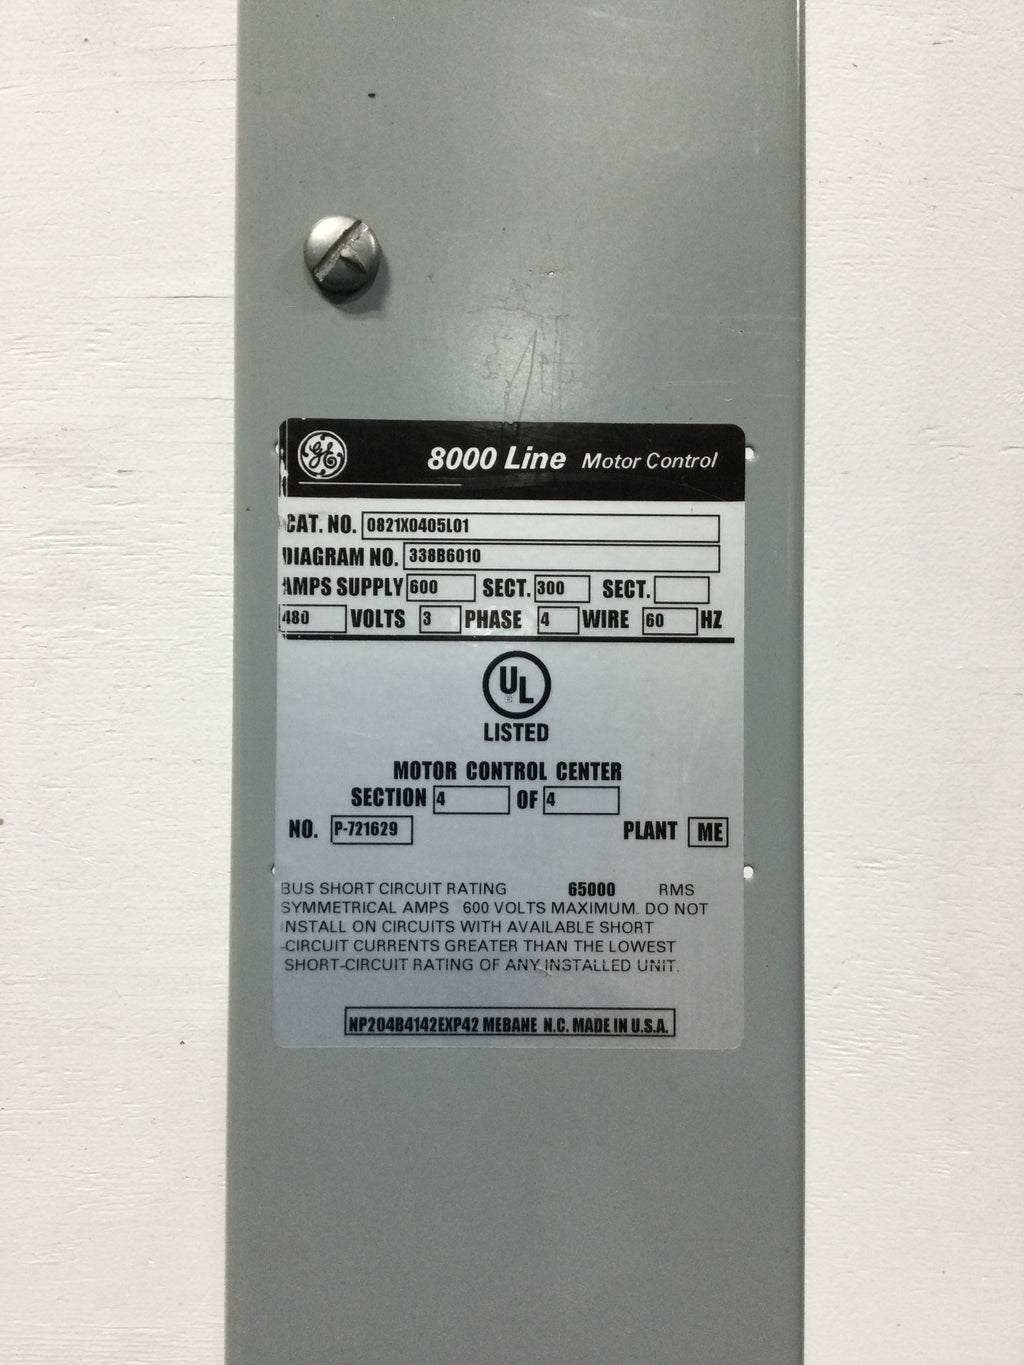 GE 8000 Line Motor Control
CAT. NO. 0821X0405L01
DIAGRAM NO. 338B6010
AMPS SUPPLY 600 SECT. 300 SECT.
480 VOLTS 3 PHASE 4 WIRE 60 HZ
UL
LISTED
MOTOR CONTROL CENTER
SECTION 4 OF 4
NO. P-721629 PLANT ME
BUS SHORT CIRCUIT RATING 65000 RMS
SYMMETRICAL AMPS 600 VOLTS MAXIMUM. DO NOT
INSTALL ON CIRCUITS WITH AVAILABLE SHORT
-CIRCUIT CURRENTS GREATER THAN THE LOWEST
SHORT-CIRCUIT RATING OF ANY INSTALLED UNIT.
NP204B4142EXP42 MEBANE N.C. MADE IN U.S.A.